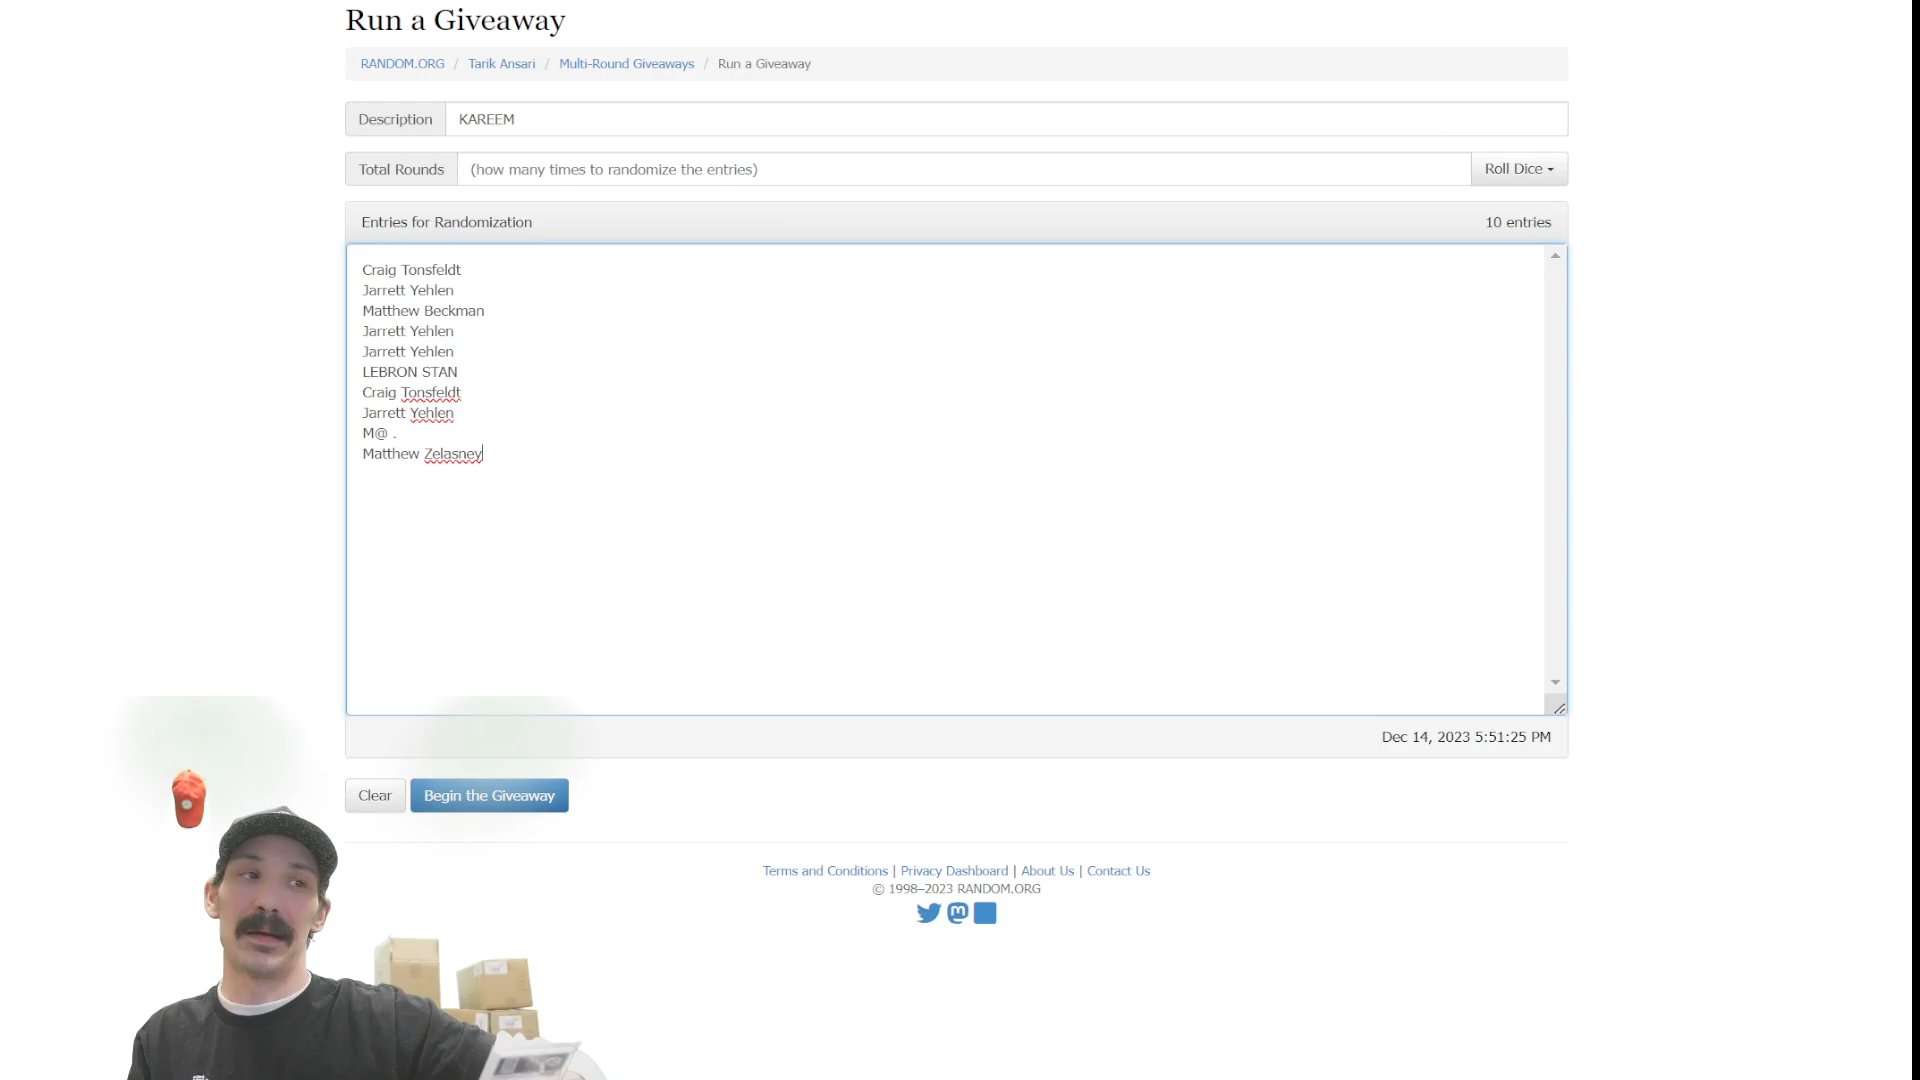 Run a Giveaway
RANDOM.ORG / Tarik Ansari / Multi-Round Giveaways / Run a Giveaway
Description KAREEM
Total Rounds (how many times to randomize the entries) Roll Dice
Entries for Randomization 10 entries
Craig Tonsfeldt
Jarrett Yehlen
Matthew Beckman
Jarrett Yehlen
Jarrett Yehlen
LEBRON STAN
Craig Tonsfeldt
Jarrett Yehlen
M@ .
Matthew Zelasney
Dec 14, 2023 5:51:25 PM
Clear Begin the Giveaway
Terms and Conditions | Privacy Dashboard | About Us | Contact Us
© 1998–2023 RANDOM.ORG